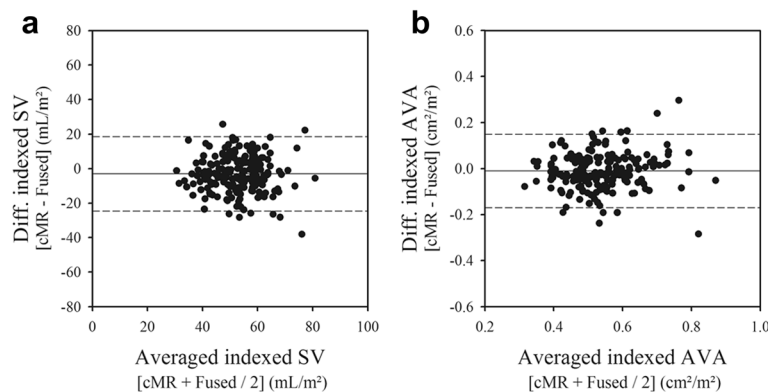 a
80
60
40
20
0
-20
-40
-60
-80
0 20 40 60 80 100
Diff. indexed SV
[cMR - Fused] (mL/m²)
Averaged indexed SV
[cMR + Fused / 2] (mL/m²)
b
0.6
0.4
0.2
0.0
-0.2
-0.4
-0.6
0.2 0.4 0.6 0.8 1.0
Diff. indexed AVA
[cMR - Fused] (cm²/m²)
Averaged indexed AVA
[cMR + Fused / 2] (cm²/m²)